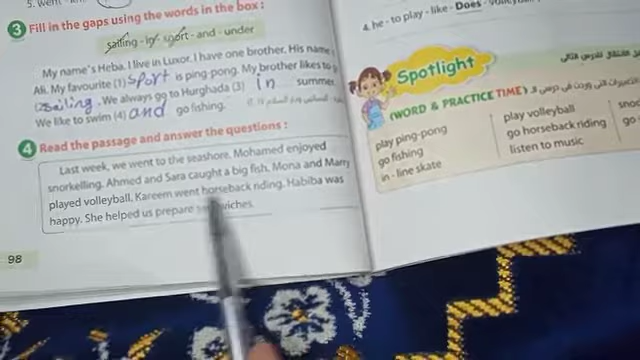 3 Fill in the gaps using the words in the box :
sailing - in - sport - and - under
My name's Heba. I live in Luxor. I have one brother. His name
Ali. My favourite (1) sport is ping-pong. My brother likes to
(2) sailing. We always go to Hurghada (3) in summer.
We like to swim (4) and go fishing.
4 Read the passage and answer the questions :
Last week, we went to the seashore. Mohamed enjoyed
snorkelling. Ahmed and Sara caught a big fish. Mona and Marry
played volleyball. Kareem went horseback riding. Habiba was
happy. She helped us prepare
98
4. he - to play - like - Does -
Spotlight
(WORD & PRACTICE TIME)
play ping-pong
go fishing
in - line skate
play volleyball
go horseback riding
listen to music
go